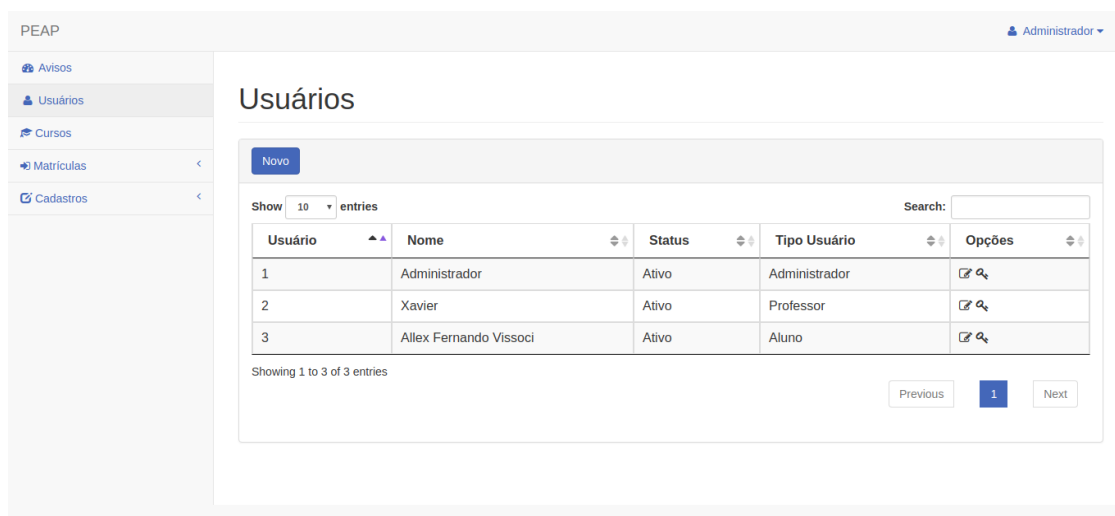 PEAP
Administrador
Avisos
Usuários
Cursos
Matrículas
Cadastros
Usuários
Novo
Show 10 entries
Search:
Usuário Nome Status Tipo Usuário Opções
1 Administrador Ativo Administrador
2 Xavier Ativo Professor
3 Allex Fernando Vissoci Ativo Aluno
Showing 1 to 3 of 3 entries
Previous 1 Next